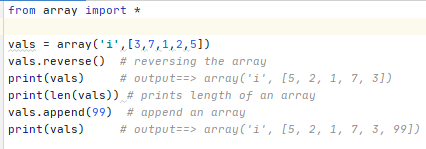 from array import *
vals = array('i',[3,7,1,2,5])
vals.reverse()  # reversing the array
print(vals)     # output==> array('i', [5, 2, 1, 7, 3])
print(len(vals)) # prints length of an array
vals.append(99)  # append an array
print(vals)     # output==> array('i', [5, 2, 1, 7, 3, 99])